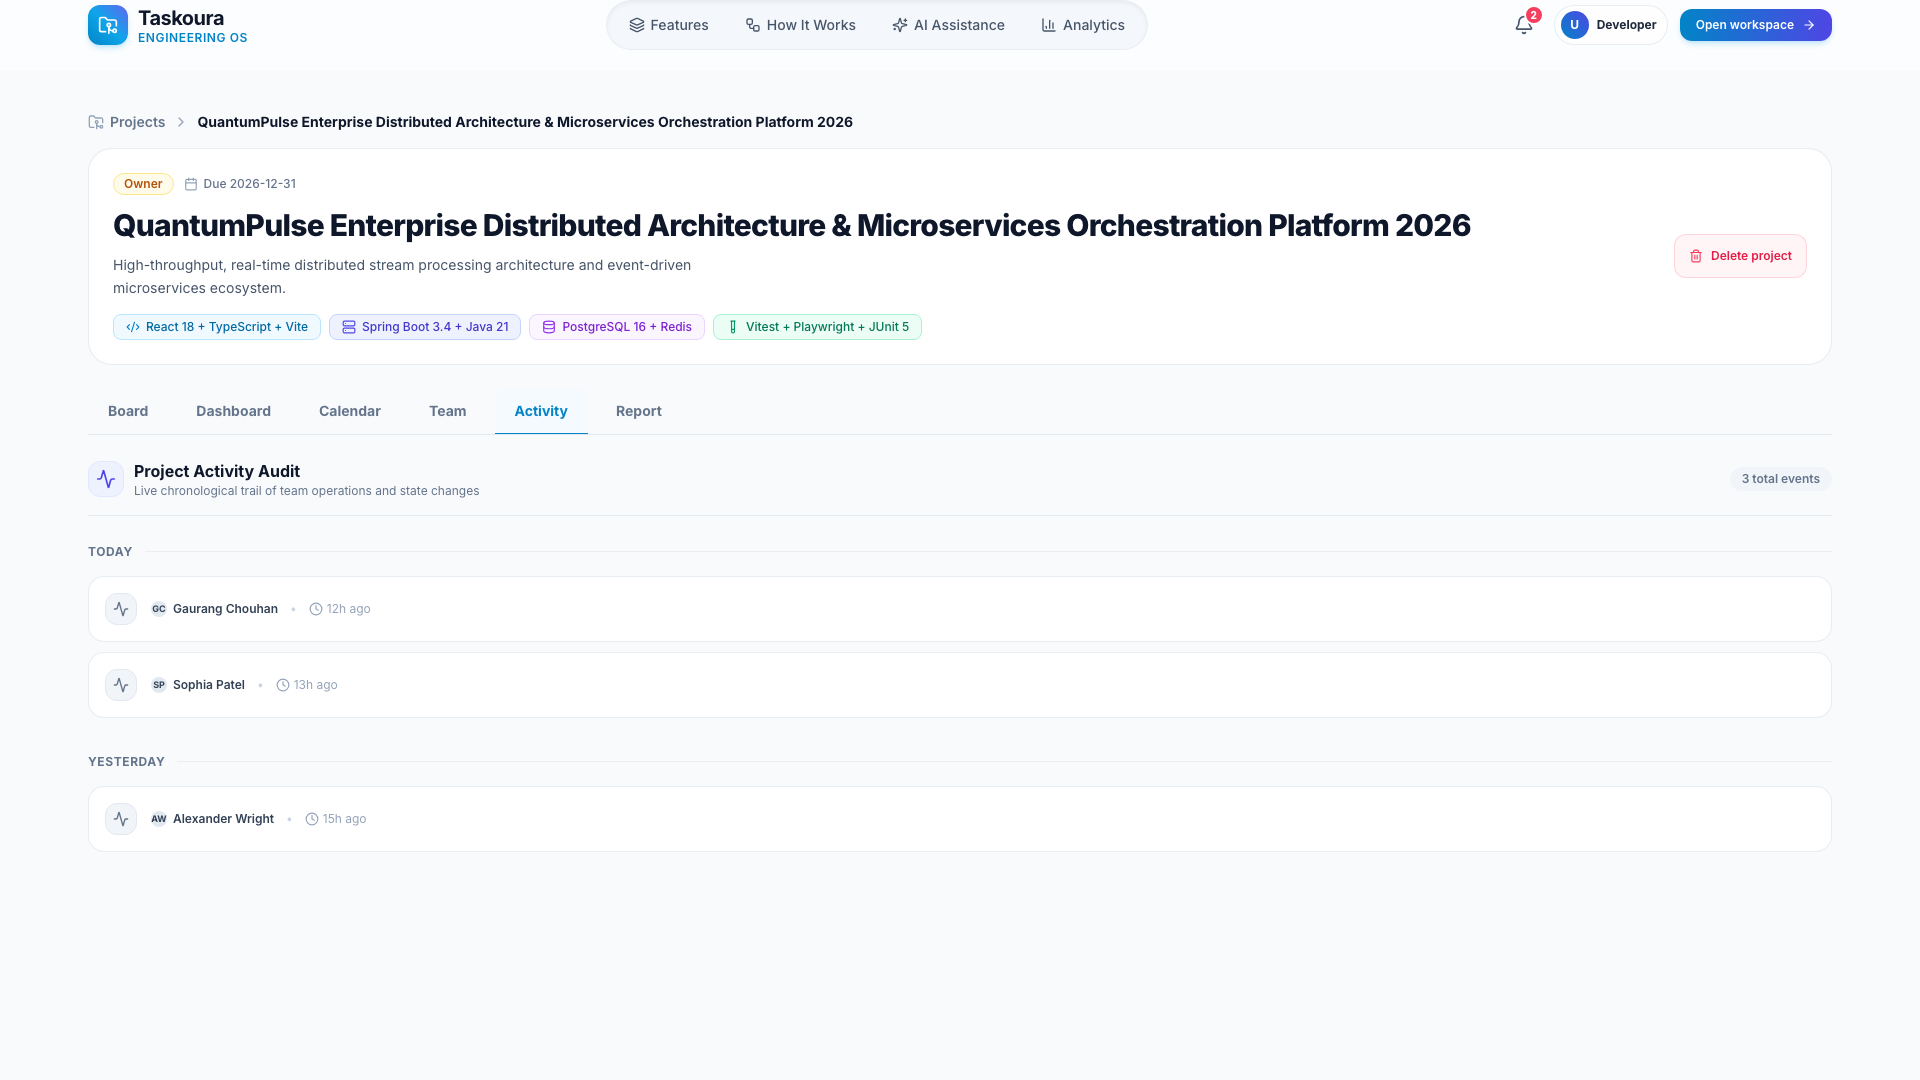 Taskoura
ENGINEERING OS
Features
How It Works
AI Assistance
Analytics
2
U
Developer
Open workspace
Projects
QuantumPulse Enterprise Distributed Architecture & Microservices Orchestration Platform 2026
Owner
Due 2026-12-31
QuantumPulse Enterprise Distributed Architecture & Microservices Orchestration Platform 2026
High-throughput, real-time distributed stream processing architecture and event-driven
microservices ecosystem.
Delete project
React 18 + TypeScript + Vite
Spring Boot 3.4 + Java 21
PostgreSQL 16 + Redis
Vitest + Playwright + JUnit 5
Board
Dashboard
Calendar
Team
Activity
Report
Project Activity Audit
Live chronological trail of team operations and state changes
3 total events
TODAY
GC
Gaurang Chouhan
12h ago
SP
Sophia Patel
13h ago
YESTERDAY
AW
Alexander Wright
15h ago